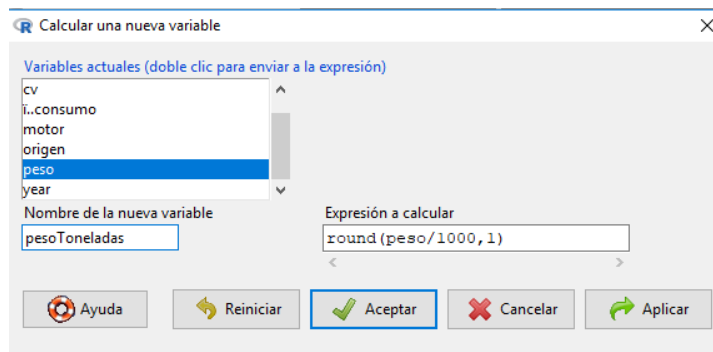 Calcular una nueva variable
Variables actuales (doble clic para enviar a la expresión)
cv
ï..consumo
motor
origen
peso
year
Nombre de la nueva variable
Expresión a calcular
pesoToneladas
round(peso/1000,1)
Ayuda
Reiniciar
Aceptar
Cancelar
Aplicar